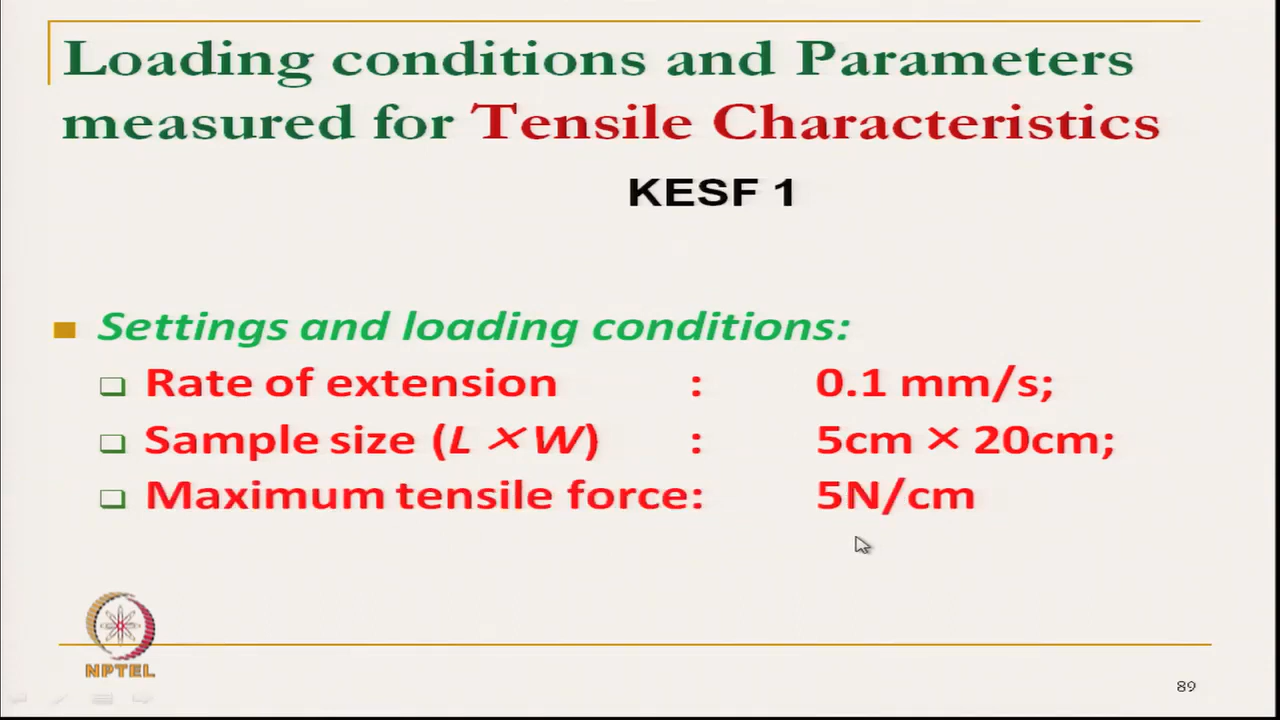 Loading conditions and Parameters
measured for Tensile Characteristics
KESF 1
Settings and loading conditions:
Rate of extension : 0.1 mm/s;
Sample size (L × W) : 5cm × 20cm;
Maximum tensile force: 5N/cm
NPTEL
89